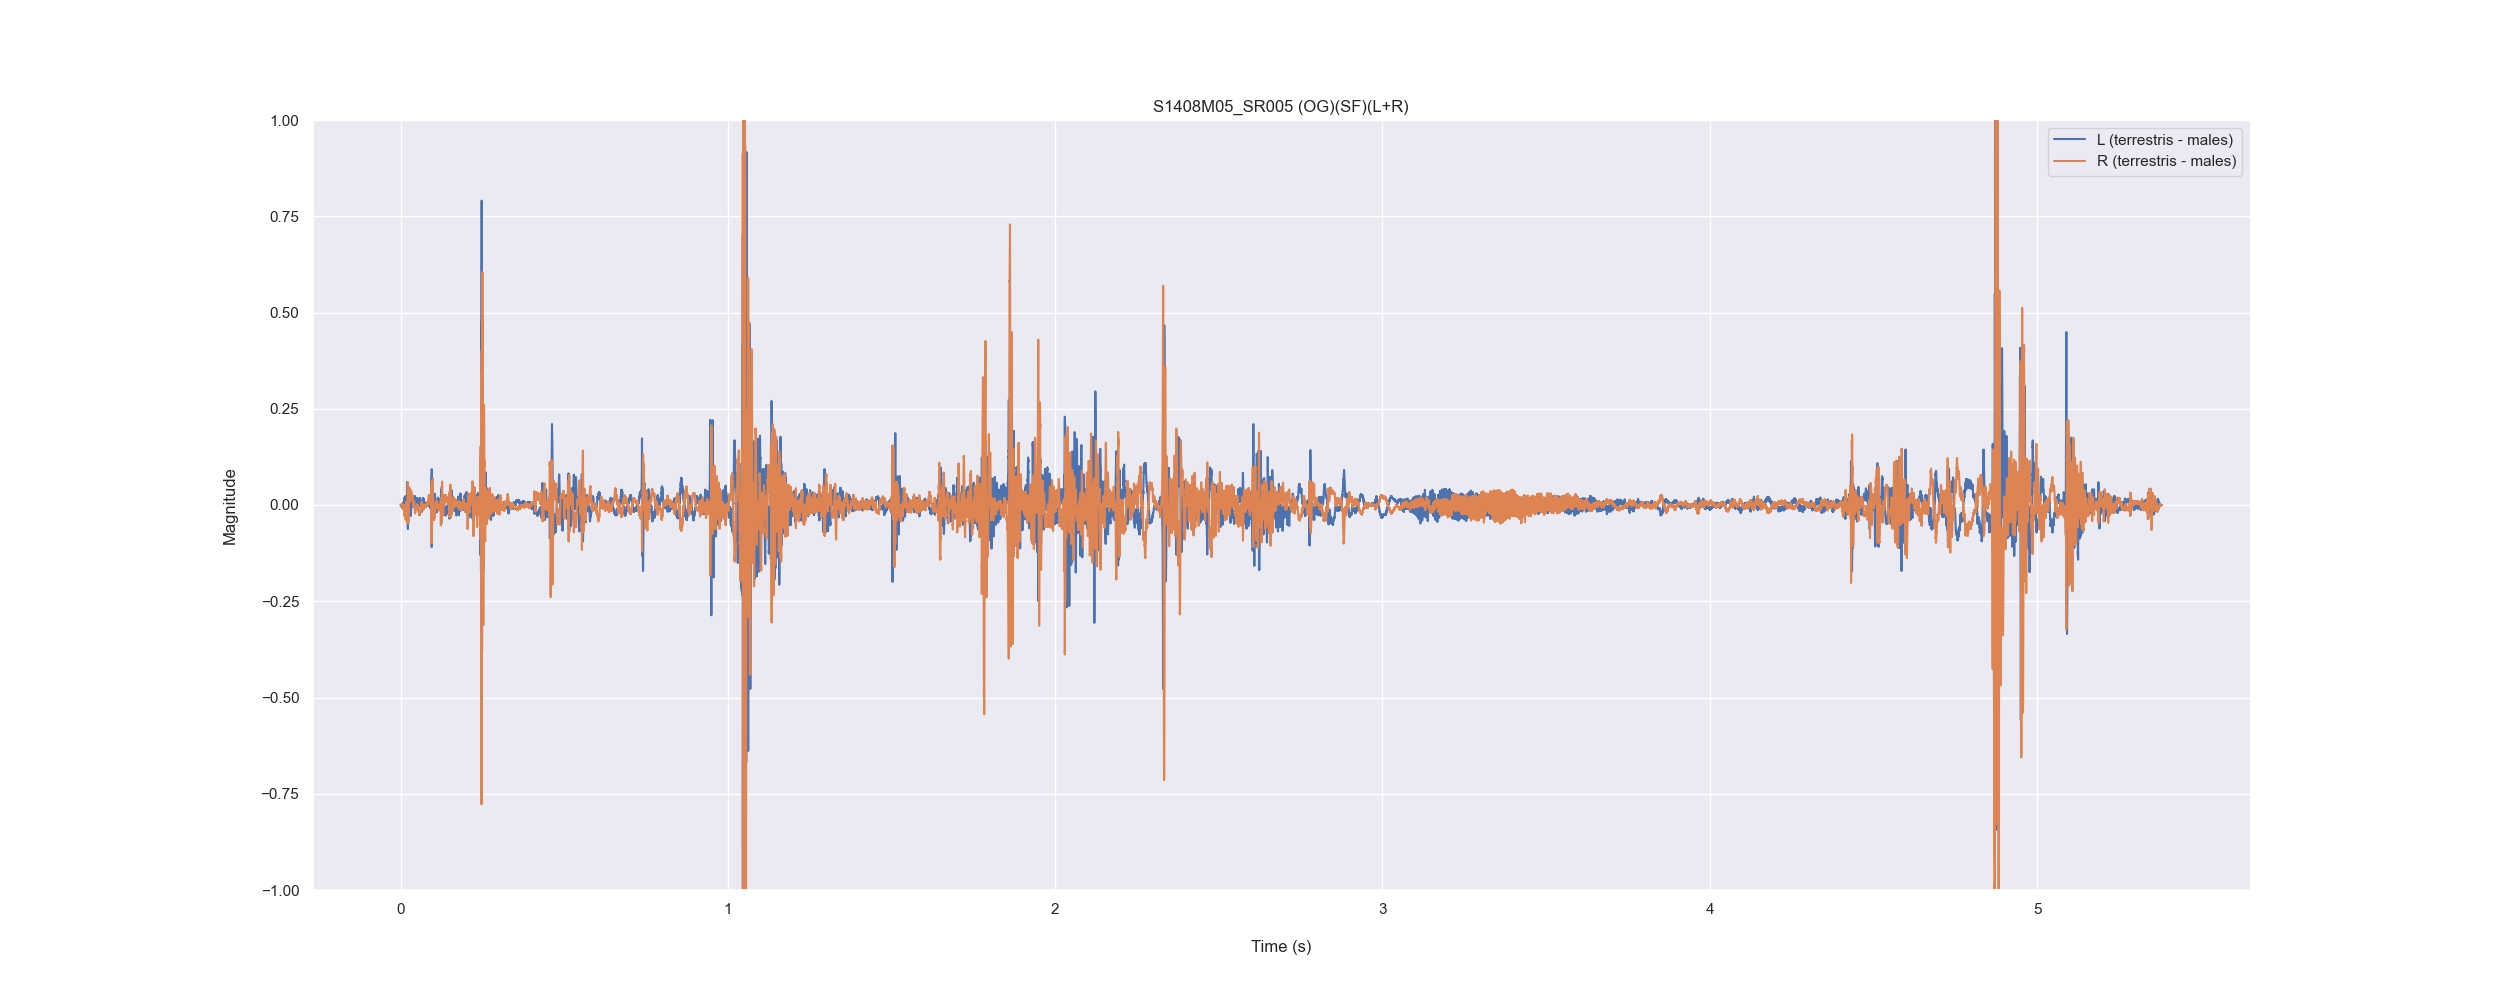 S1408M05_SR005 (OG)(SF)(L+R)
1.00
0.75
0.50
0.25
0.00
−0.25
−0.50
−0.75
−1.00
Magnitude
L (terrestris - males)
R (terrestris - males)
0 1 2 3 4 5
Time (s)